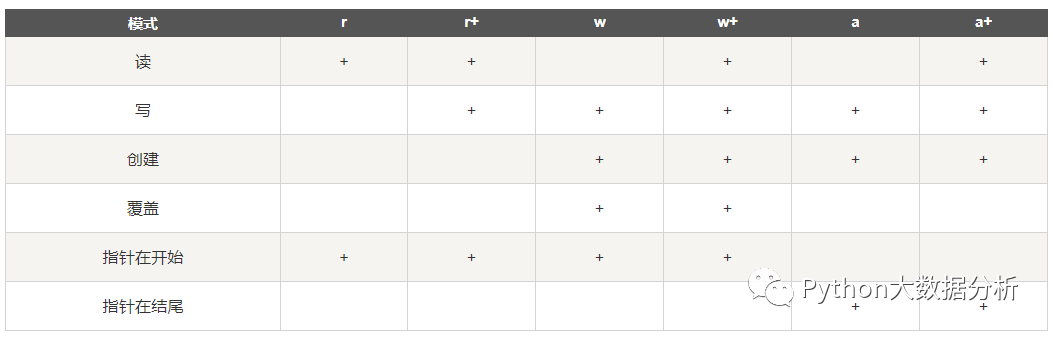 模式 r r+ w w+ a a+
读 + + + +
写 + + + + +
创建 + + + +
覆盖 + +
指针在开始 + + + +
Python大数据分析
指针在结尾 + +